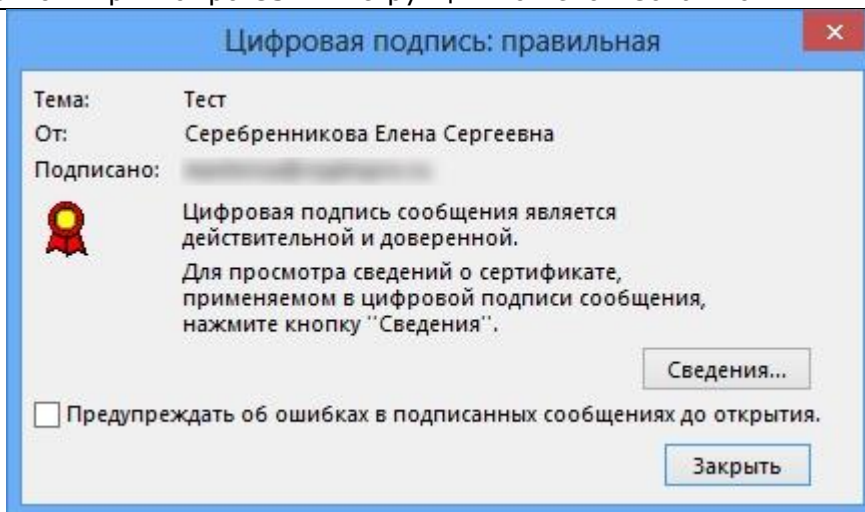 Цифровая подпись: правильная
Тема: Тест
От: Серебренникова Елена Сергеевна
Подписано:
Цифровая подпись сообщения является
действительной и доверенной.
Для просмотра сведений о сертификате,
применяемом в цифровой подписи сообщения,
нажмите кнопку "Сведения".
Сведения...
Предупреждать об ошибках в подписанных сообщениях до открытия.
Закрыть